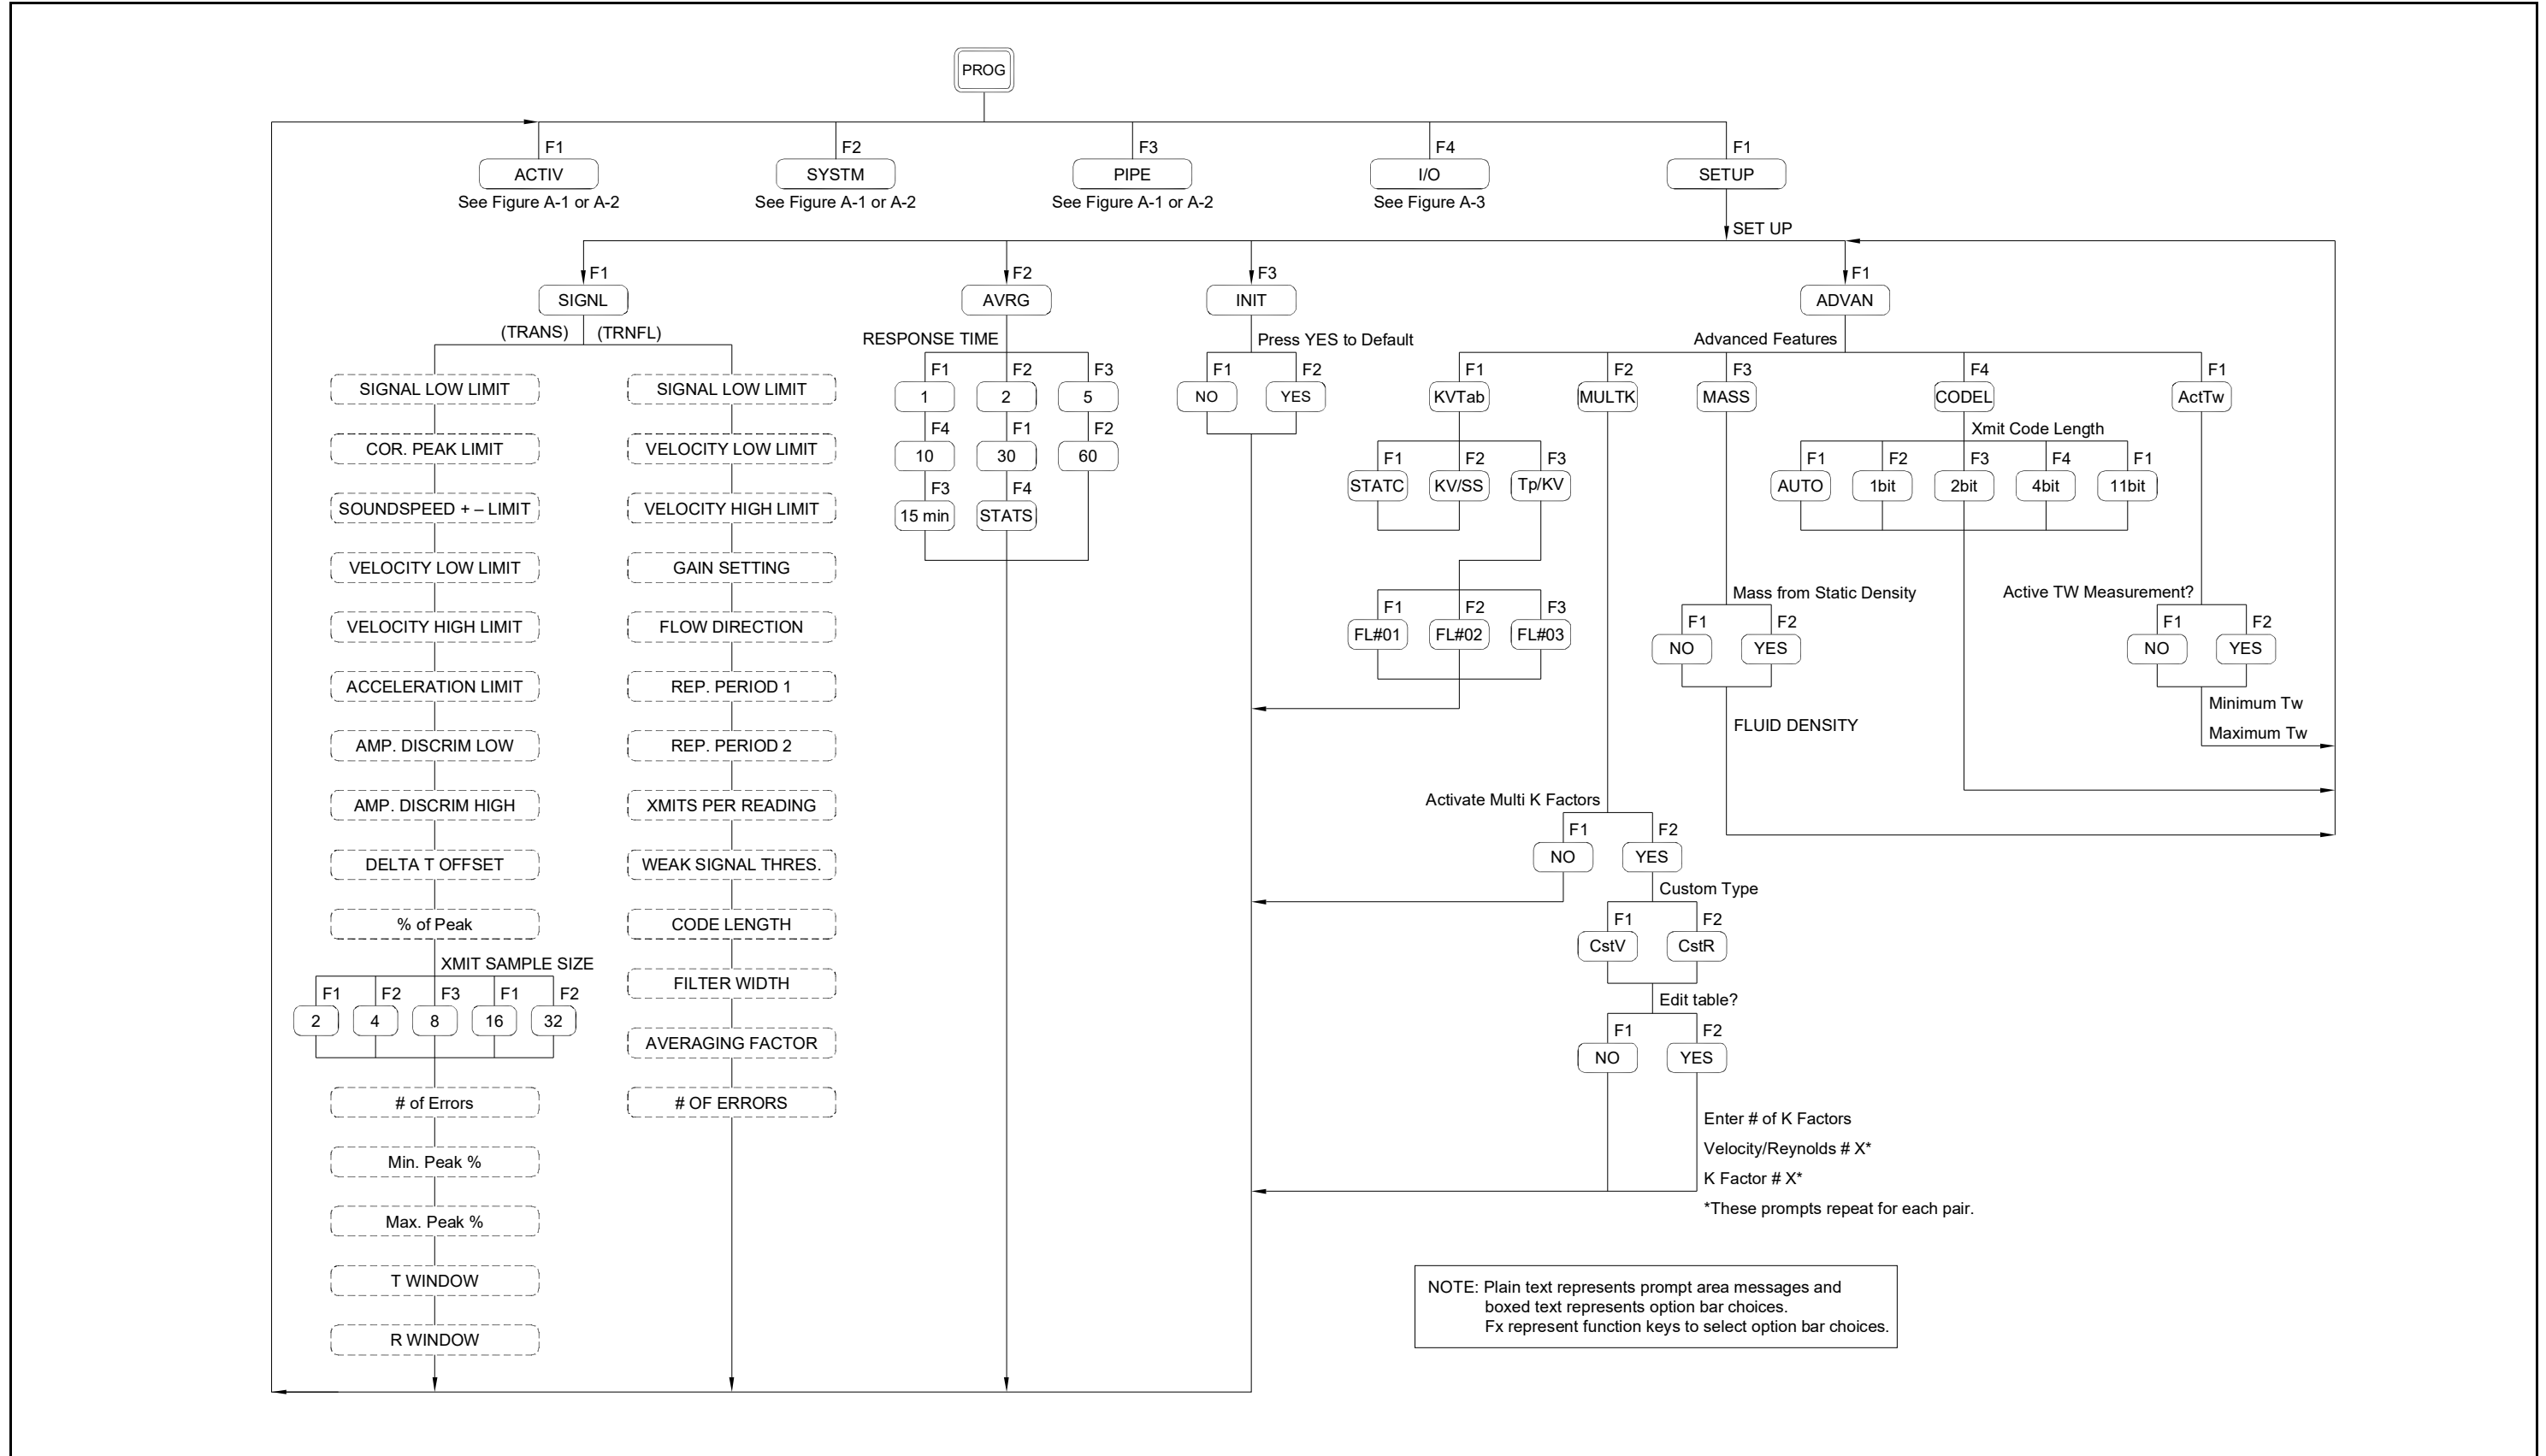 PROG
F1
F2
F3
F4
F1
ACTIV
SYSTM
PIPE
I/O
SETUP
See Figure A-1 or A-2
See Figure A-1 or A-2
See Figure A-1 or A-2
See Figure A-3
SET UP
F1
F2
F3
F1
SIGNL
AVRG
INIT
ADVAN
(TRANS)
(TRNFL)
SIGNAL LOW LIMIT
COR. PEAK LIMIT
SOUNDSPEED + – LIMIT
VELOCITY LOW LIMIT
VELOCITY HIGH LIMIT
ACCELERATION LIMIT
AMP. DISCRIM LOW
AMP. DISCRIM HIGH
DELTA T OFFSET
% of Peak
XMIT SAMPLE SIZE
F1
F2
F3
F1
F2
2
4
8
16
32
# of Errors
Min. Peak %
Max. Peak %
T WINDOW
R WINDOW
SIGNAL LOW LIMIT
VELOCITY LOW LIMIT
VELOCITY HIGH LIMIT
GAIN SETTING
FLOW DIRECTION
REP. PERIOD 1
REP. PERIOD 2
XMITS PER READING
WEAK SIGNAL THRES.
CODE LENGTH
FILTER WIDTH
AVERAGING FACTOR
# OF ERRORS
RESPONSE TIME
F1
F2
F3
1
2
5
F4
F1
F2
10
30
60
F3
F4
15 min
STATS
Press YES to Default
F1
F2
NO
YES
Advanced Features
F1
F2
F3
F4
F1
KVTab
MULTK
MASS
CODEL
ActTw
F1
F2
F3
STATC
KV/SS
Tp/KV
F1
F2
F3
FL#01
FL#02
FL#03
Activate Multi K Factors
F1
F2
NO
YES
Custom Type
F1
F2
CstV
CstR
Edit table?
F1
F2
NO
YES
Enter # of K Factors
Velocity/Reynolds # X*
K Factor # X*
*These prompts repeat for each pair.
Mass from Static Density
F1
F2
NO
YES
FLUID DENSITY
Xmit Code Length
F1
F2
F3
F4
F1
AUTO
1bit
2bit
4bit
11bit
Active TW Measurement?
F1
F2
NO
YES
Minimum Tw
Maximum Tw
NOTE: Plain text represents prompt area messages and
boxed text represents option bar choices.
Fx represent function keys to select option bar choices.